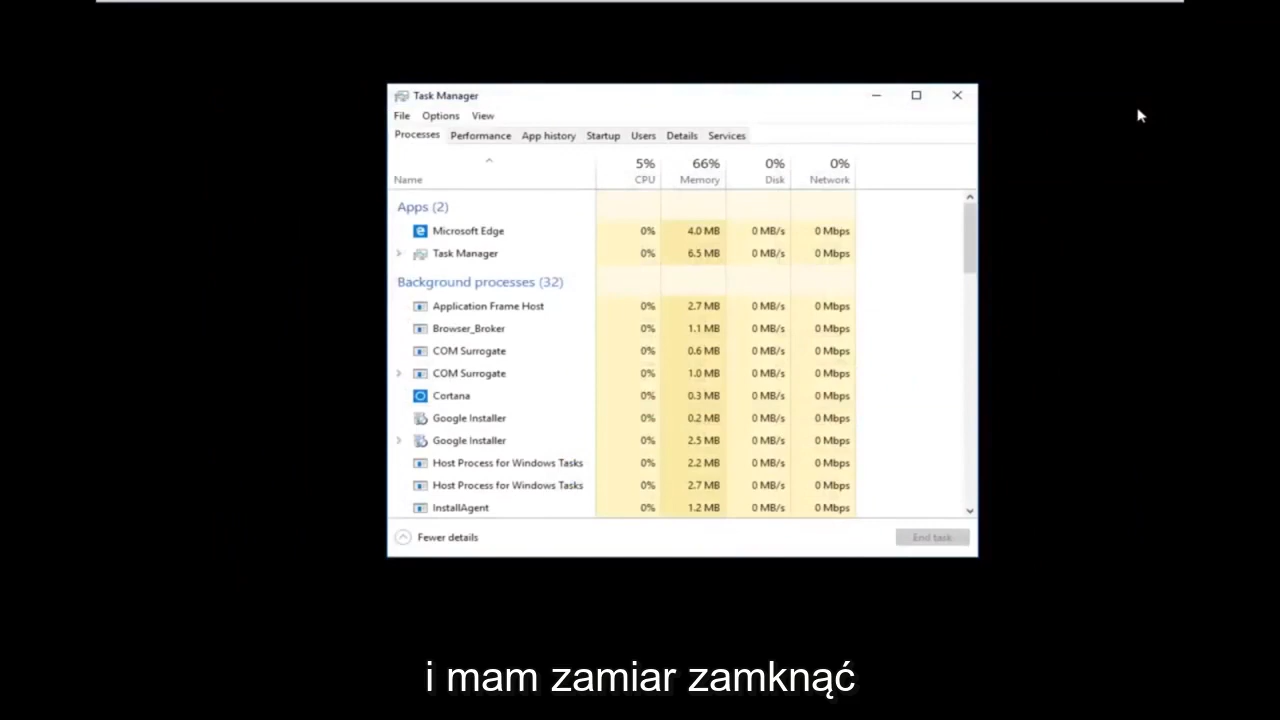 Task Manager
File Options View
Processes Performance App history Startup Users Details Services
5% 66% 0% 0%
Name CPU Memory Disk Network
Apps (2)
Microsoft Edge 0% 4.0 MB 0 MB/s 0 Mbps
Task Manager 0% 6.5 MB 0 MB/s 0 Mbps
Background processes (32)
Application Frame Host 0% 2.7 MB 0 MB/s 0 Mbps
Browser_Broker 0% 1.1 MB 0 MB/s 0 Mbps
COM Surrogate 0% 0.6 MB 0 MB/s 0 Mbps
COM Surrogate 0% 1.0 MB 0 MB/s 0 Mbps
Cortana 0% 0.3 MB 0 MB/s 0 Mbps
Google Installer 0% 0.2 MB 0 MB/s 0 Mbps
Google Installer 0% 2.5 MB 0 MB/s 0 Mbps
Host Process for Windows Tasks 0% 2.2 MB 0 MB/s 0 Mbps
Host Process for Windows Tasks 0% 2.7 MB 0 MB/s 0 Mbps
InstallAgent 0% 1.2 MB 0 MB/s 0 Mbps
Fewer details End task
i mam zamiar zamknąć